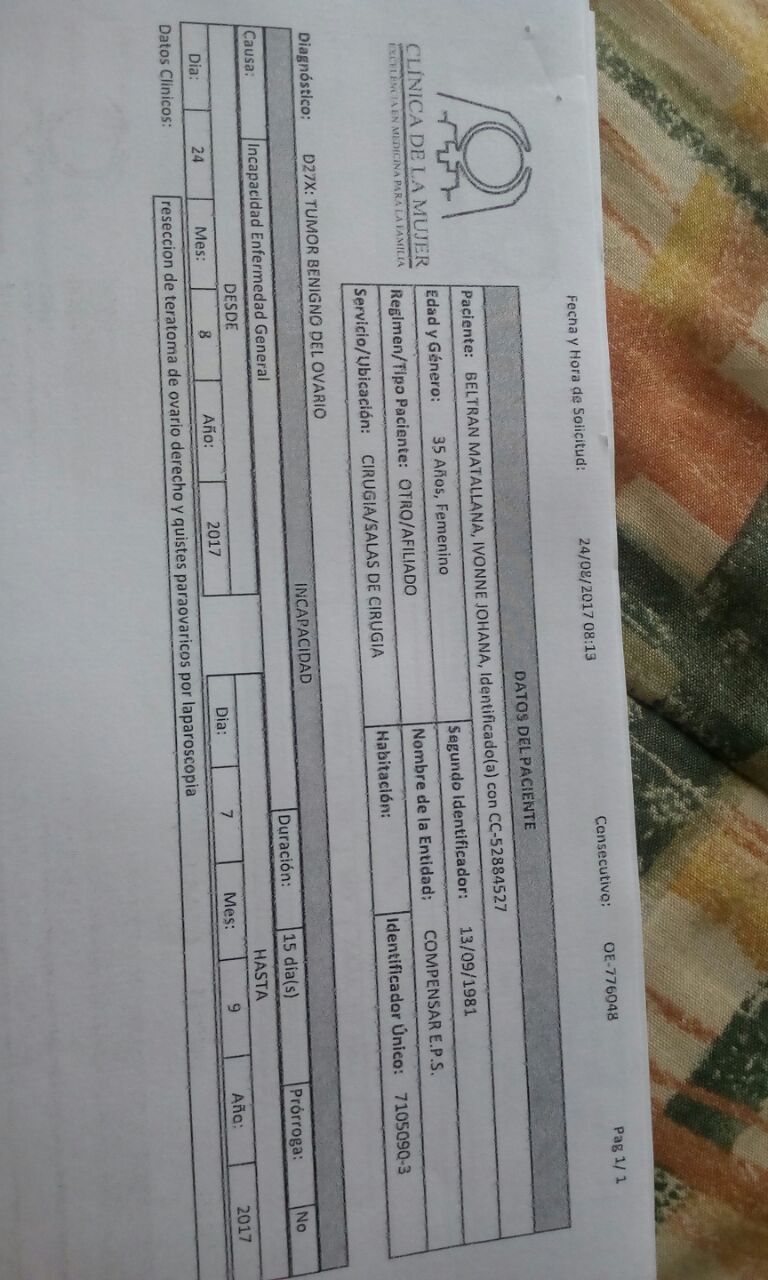 Fecha y Hora de Solicitud: 24/08/2017 08:13 Consecutivo: OE-776048 Pag 1/ 1
CLÍNICA DE LA MUJER
EXCELENCIA EN MEDICINA PARA LA FAMILIA
DATOS DEL PACIENTE
Paciente: BELTRAN MATALLANA, IVONNE JOHANA, Identificado(a) con CC-52884527
Edad y Género: 35 Años, Femenino Segundo Identificador: 13/09/1981
Regimen/Tipo Paciente: OTRO/AFILIADO Nombre de la Entidad: COMPENSAR E.P.S.
Servicio/Ubicación: CIRUGIA/SALAS DE CIRUGIA Habitación: Identificador Único: 7105090-3
INCAPACIDAD
Diagnóstico: D27X: TUMOR BENIGNO DEL OVARIO Duración: 15 dia(s) Prórroga: No
Causa: Incapacidad Enfermedad General
DESDE HASTA
Dia: 24 Mes: 8 Año: 2017 Dia: 7 Mes: 9 Año: 2017
Datos Clinicos: reseccion de teratoma de ovario derecho y quistes paraovaricos por laparoscopia